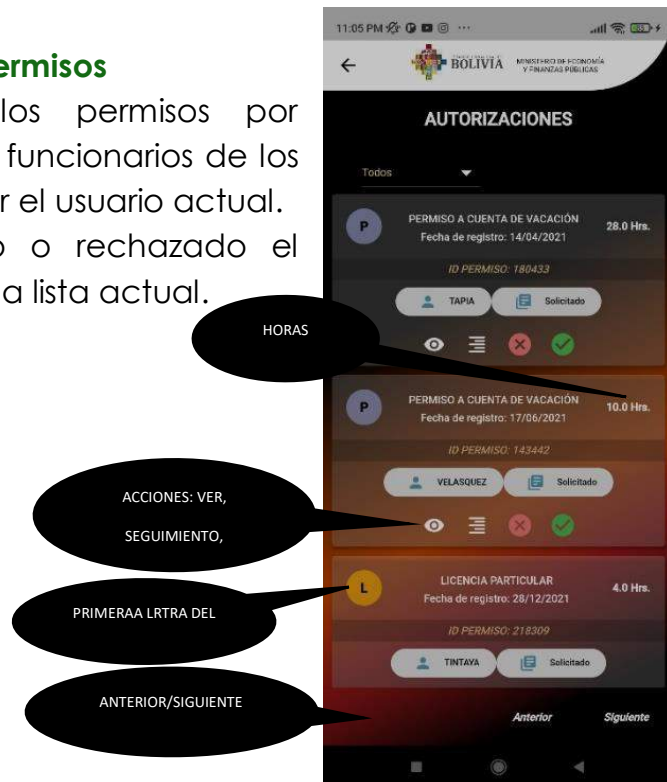 ermisos
los permisos por
funcionarios de los
r el usuario actual.
o o rechazado el
a lista actual.
HORAS
ACCIONES: VER,
SEGUIMIENTO,
PRIMERAA LRTRA DEL
ANTERIOR/SIGUIENTE
11:05 PM
BOLIVIA
MINISTERIO DE ECONOMÍA
Y FINANZAS PÚBLICAS
AUTORIZACIONES
Todos
P
PERMISO A CUENTA DE VACACIÓN
28.0 Hrs.
Fecha de registro: 14/04/2021
ID PERMISO: 180433
TAPIA Solicitado
P
PERMISO A CUENTA DE VACACIÓN
10.0 Hrs.
Fecha de registro: 17/06/2021
ID PERMISO: 143442
VELASQUEZ Solicitado
L
LICENCIA PARTICULAR
4.0 Hrs.
Fecha de registro: 28/12/2021
ID PERMISO: 218309
TINTAYA Solicitado
Anterior Siguiente